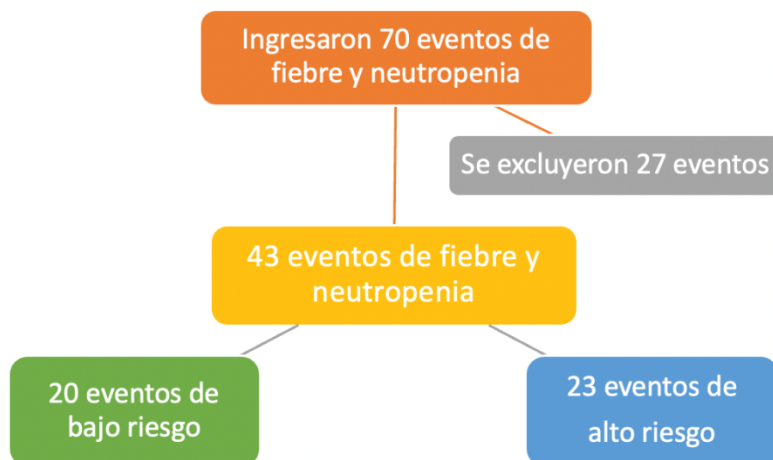 Ingresaron 70 eventos de
fiebre y neutropenia
Se excluyeron 27 eventos
43 eventos de fiebre y
neutropenia
20 eventos de
bajo riesgo
23 eventos de
alto riesgo